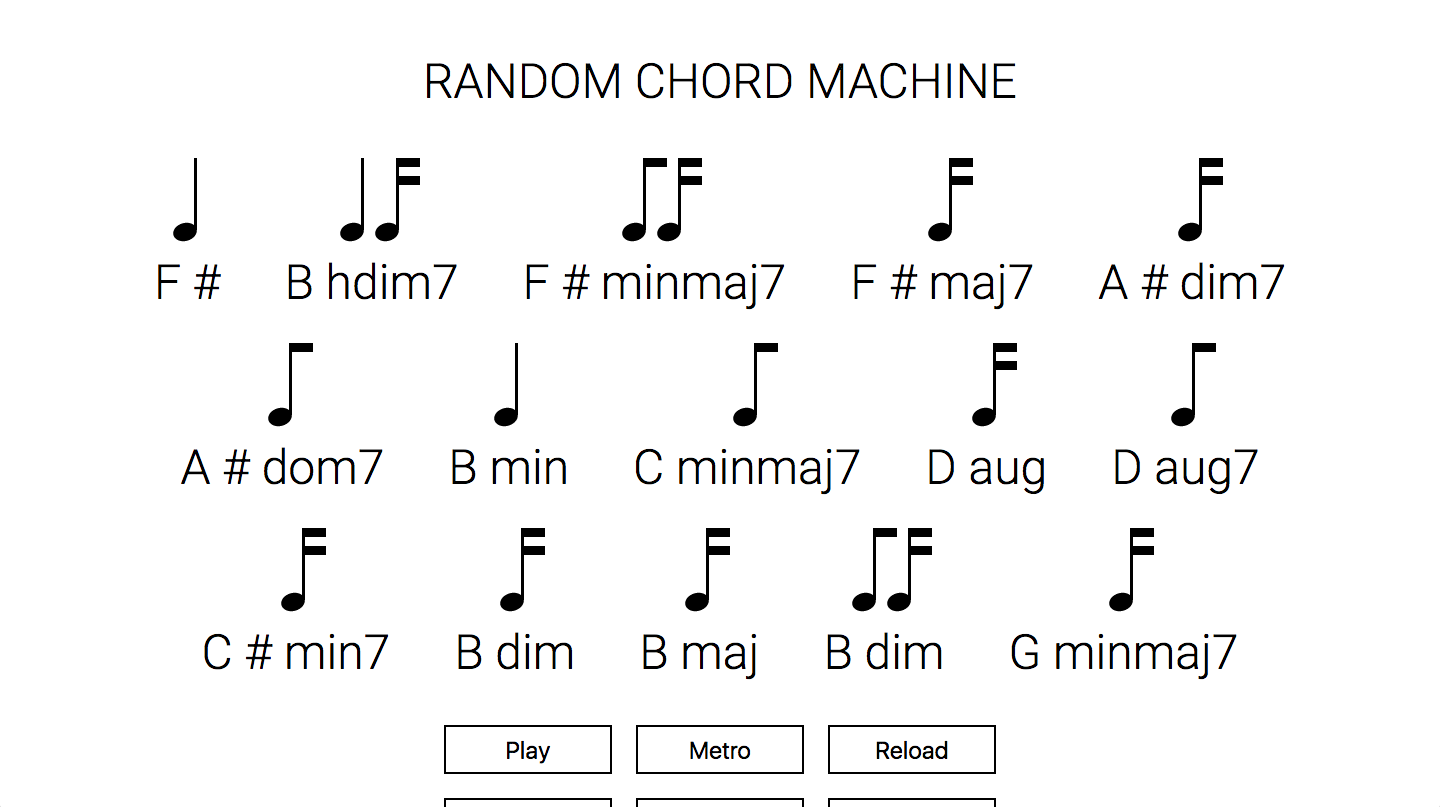 RANDOM CHORD MACHINE
F # B hdim7 F # minmaj7 F # maj7 A # dim7
A # dom7 B min C minmaj7 D aug D aug7
C # min7 B dim B maj B dim G minmaj7
Play Metro Reload